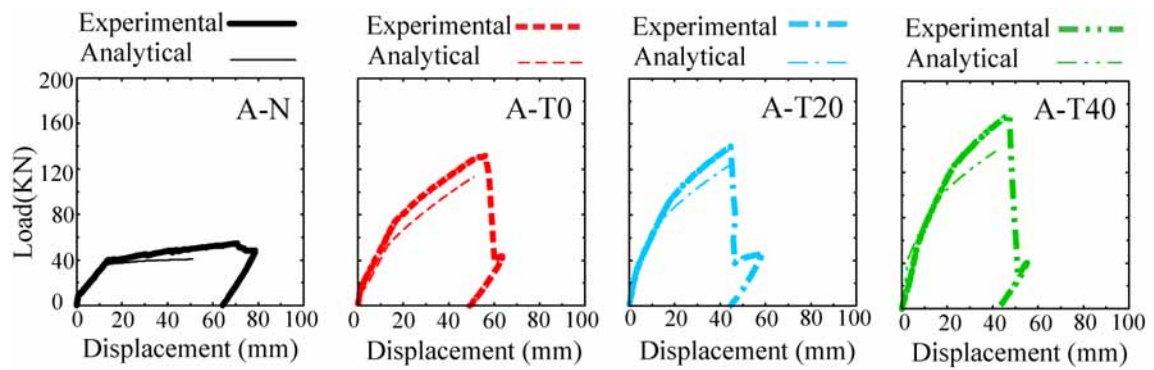 Experimental
Analytical
Experimental
Analytical
Experimental
Analytical
Experimental
Analytical
Load(KN)
200
160
120
80
40
0
A-N
A-T0
A-T20
A-T40
0 20 40 60 80 100
0 20 40 60 80 100
0 20 40 60 80 100
0 20 40 60 80 100
Displacement (mm)
Displacement (mm)
Displacement (mm)
Displacement (mm)